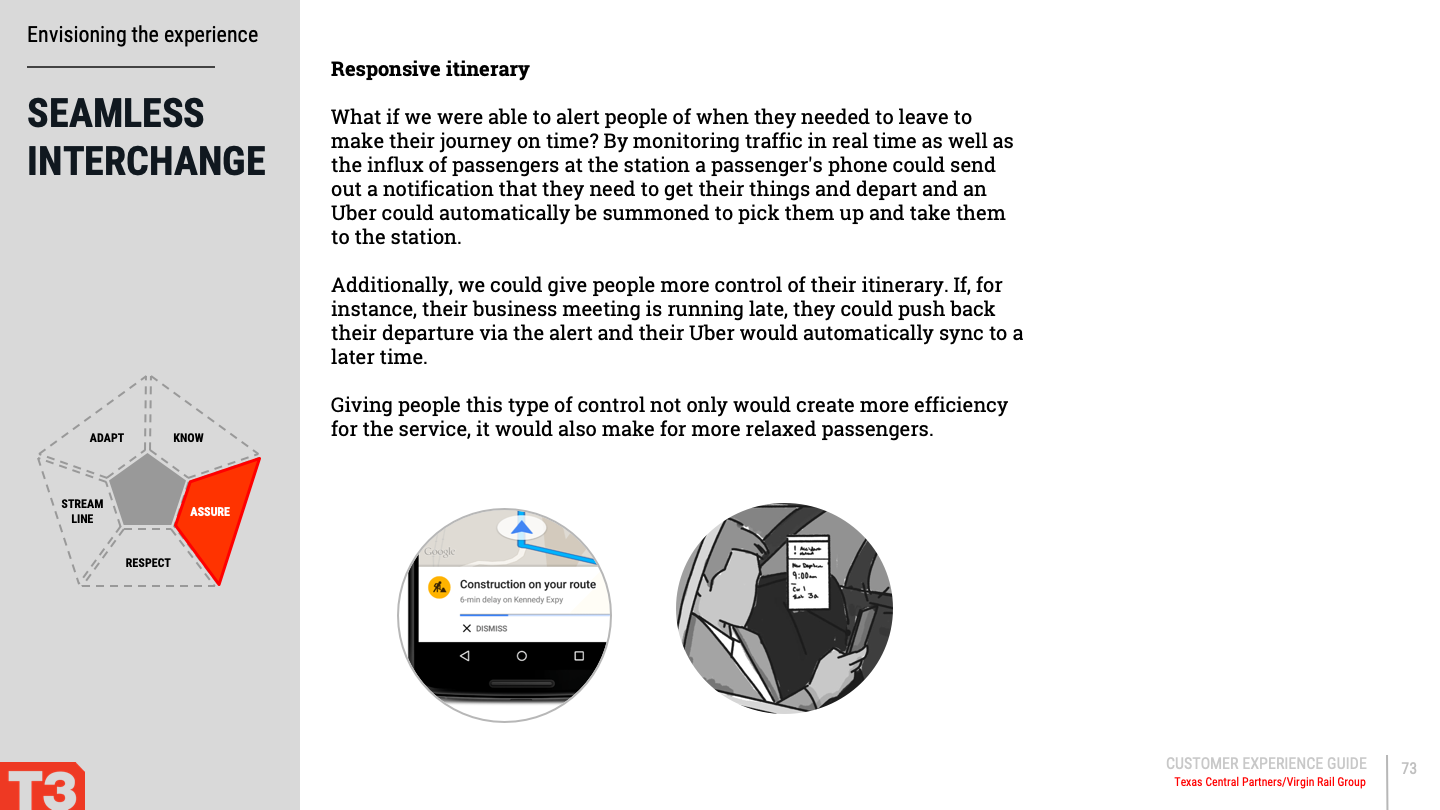 Envisioning the experience
SEAMLESS
INTERCHANGE
Responsive itinerary
What if we were able to alert people of when they needed to leave to
make their journey on time? By monitoring traffic in real time as well as
the influx of passengers at the station a passenger's phone could send
out a notification that they need to get their things and depart and an
Uber could automatically be summoned to pick them up and take them
to the station.
Additionally, we could give people more control of their itinerary. If, for
instance, their business meeting is running late, they could push back
their departure via the alert and their Uber would automatically sync to a
later time.
Giving people this type of control not only would create more efficiency
for the service, it would also make for more relaxed passengers.
ADAPT
KNOW
STREAM
LINE
ASSURE
RESPECT
Google
Construction on your route
6-min delay on Kennedy Expy
DISMISS
9:00am
3a
T3
CUSTOMER EXPERIENCE GUIDE
Texas Central Partners/Virgin Rail Group
73